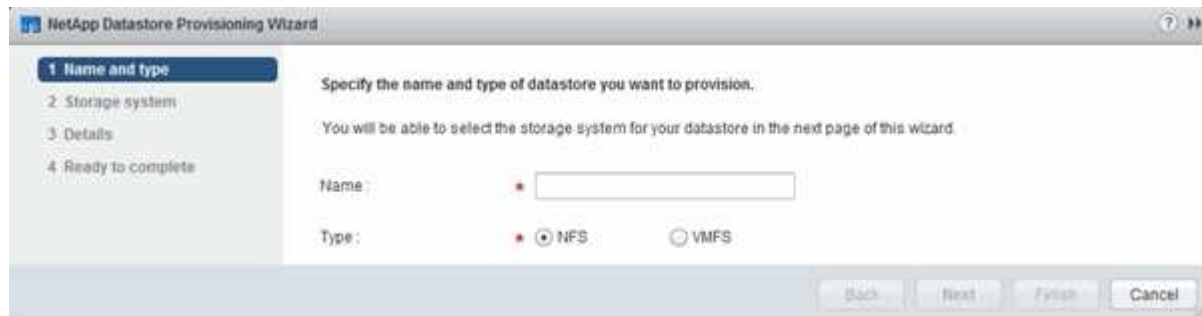 NetApp Datastore Provisioning Wizard
?
1 Name and type
2 Storage system
3 Details
4 Ready to complete
Specify the name and type of datastore you want to provision.
You will be able to select the storage system for your datastore in the next page of this wizard.
Name : *
Type : * NFS VMFS
Back Next Finish Cancel